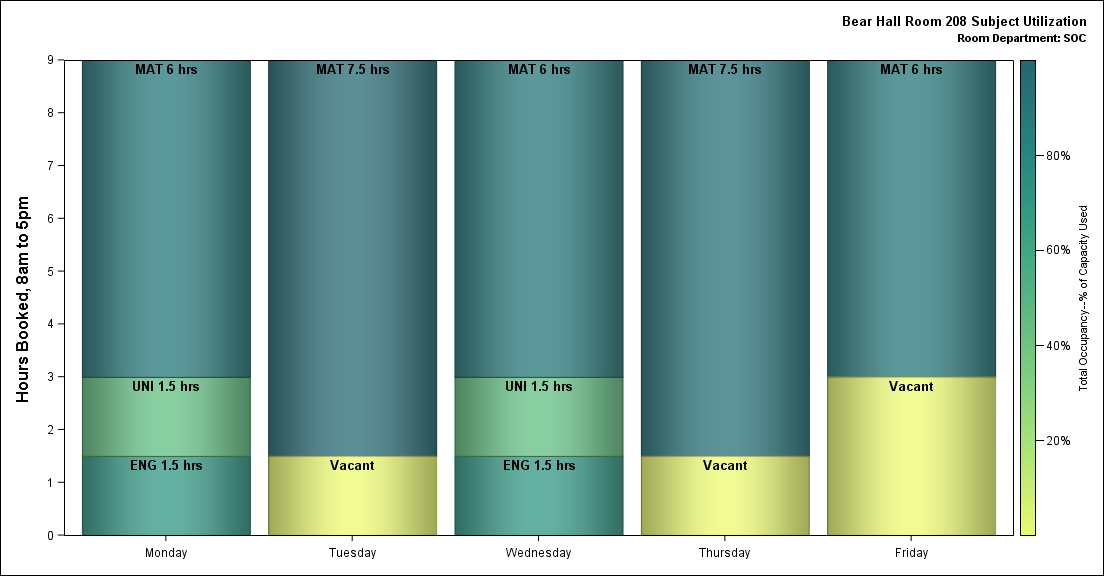 Bear Hall Room 208 Subject Utilization
Room Department: SOC
Hours Booked, 8am to 5pm
9
8
7
6
5
4
3
2
1
0
MAT 6 hrs
UNI 1.5 hrs
ENG 1.5 hrs
MAT 7.5 hrs
Vacant
MAT 6 hrs
UNI 1.5 hrs
ENG 1.5 hrs
MAT 7.5 hrs
Vacant
MAT 6 hrs
Vacant
Monday
Tuesday
Wednesday
Thursday
Friday
80%
60%
40%
20%
Total Occupancy--% of Capacity Used